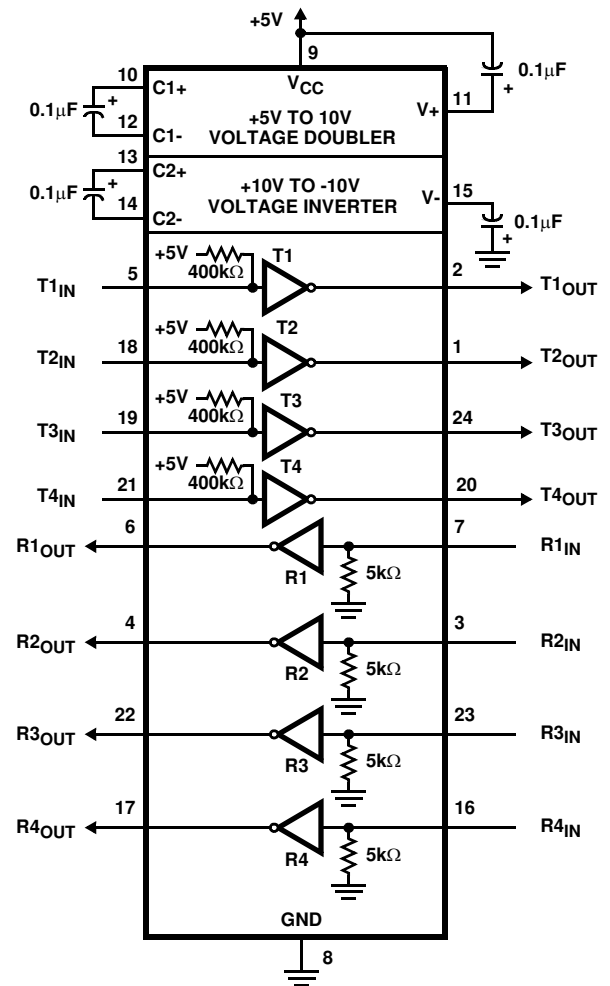 +5V
9
10
0.1μF
+
12
C1+
C1-
VCC
+5V TO 10V
VOLTAGE DOUBLER
V+
11
0.1μF
+
13
0.1μF
+
14
C2+
C2-
+10V TO -10V
VOLTAGE INVERTER
V-
15
0.1μF
+
T1IN
5
+5V
400kΩ
T1
2
T1OUT
T2IN
18
+5V
400kΩ
T2
1
T2OUT
T3IN
19
+5V
400kΩ
T3
24
T3OUT
T4IN
21
+5V
400kΩ
T4
20
T4OUT
R1OUT
6
R1
5kΩ
7
R1IN
R2OUT
4
R2
5kΩ
3
R2IN
R3OUT
22
R3
5kΩ
23
R3IN
R4OUT
17
R4
5kΩ
16
R4IN
GND
8